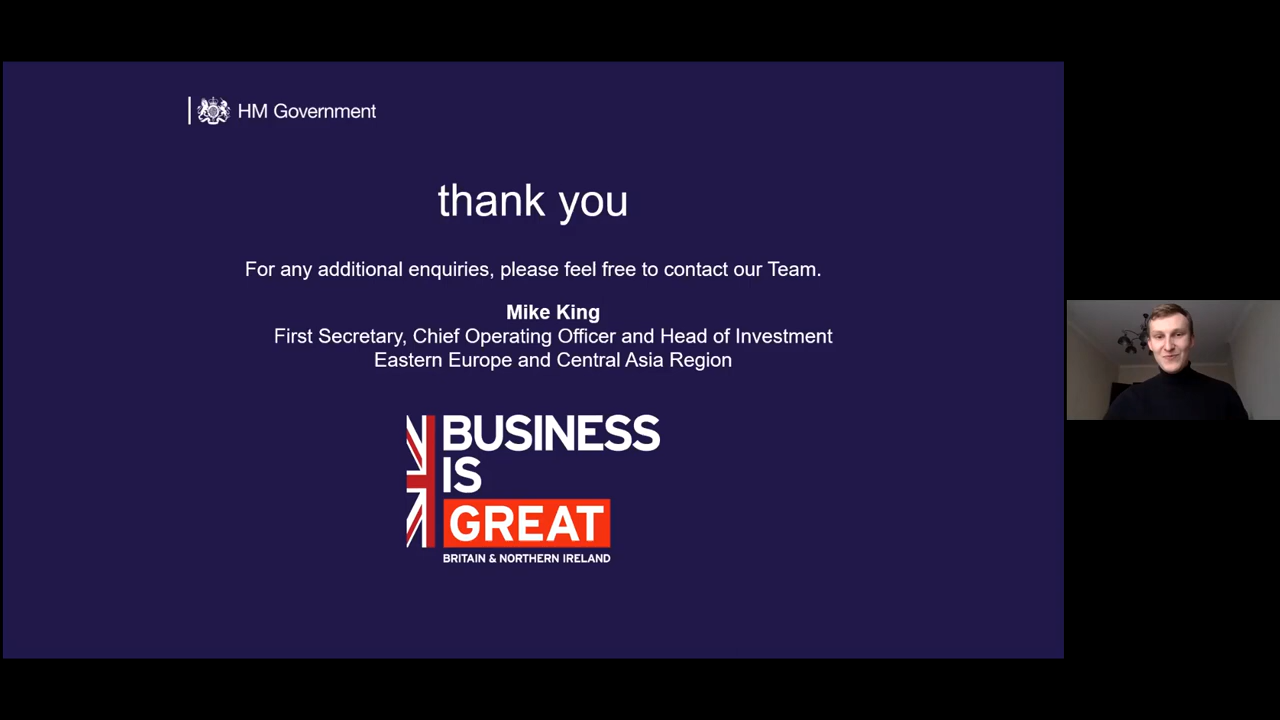 HM Government
thank you
For any additional enquiries, please feel free to contact our Team.
Mike King
First Secretary, Chief Operating Officer and Head of Investment
Eastern Europe and Central Asia Region
BUSINESS
IS
GREAT
BRITAIN & NORTHERN IRELAND